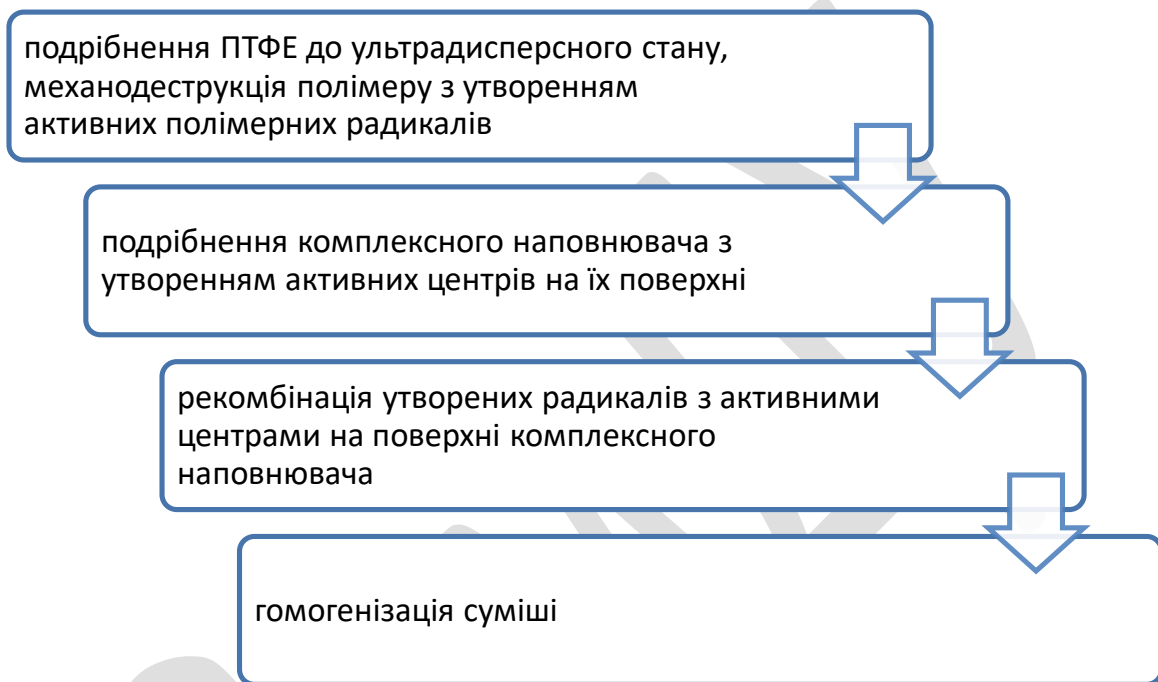 подрібнення ПТФЕ до ультрадисперсного стану,
механодеструкція полімеру з утворенням
активних полімерних радикалів
подрібнення комплексного наповнювача з
утворенням активних центрів на їх поверхні
рекомбінація утворених радикалів з активними
центрами на поверхні комплексного
наповнювача
гомогенізація суміші